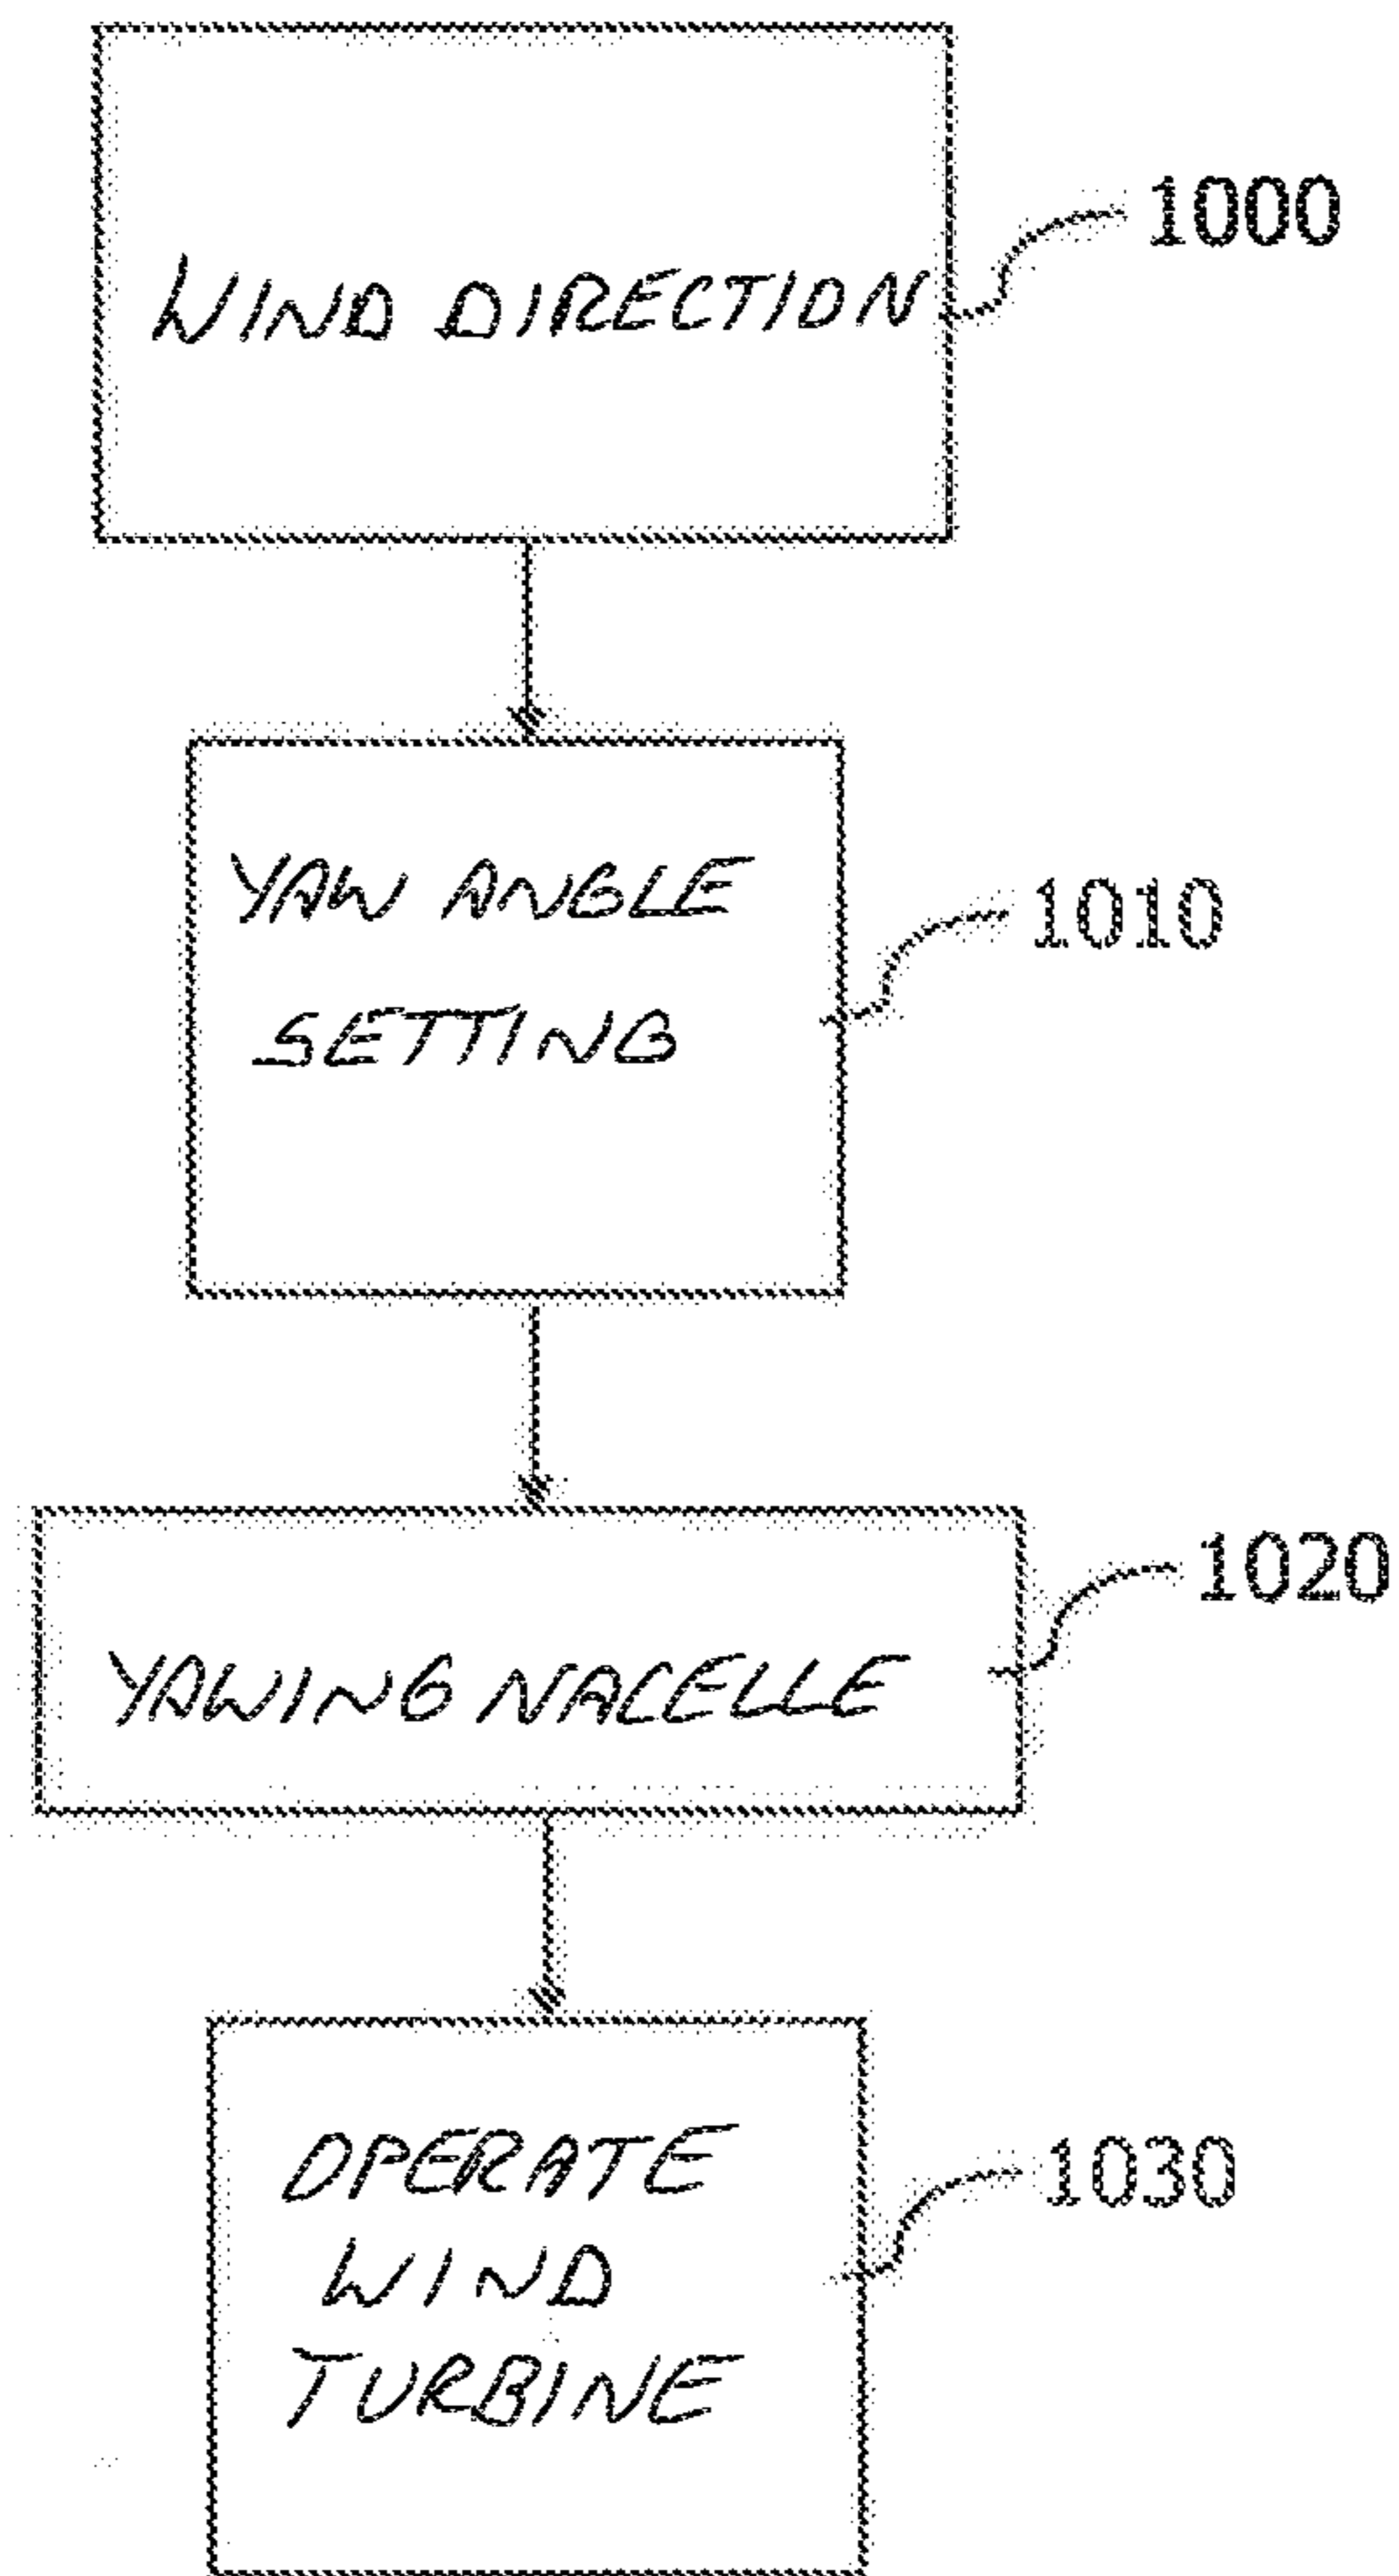 WIND DIRECTION
1000
YAW ANGLE
SETTING
1010
YAWING NACELLE
1020
OPERATE
WIND
TURBINE
1030